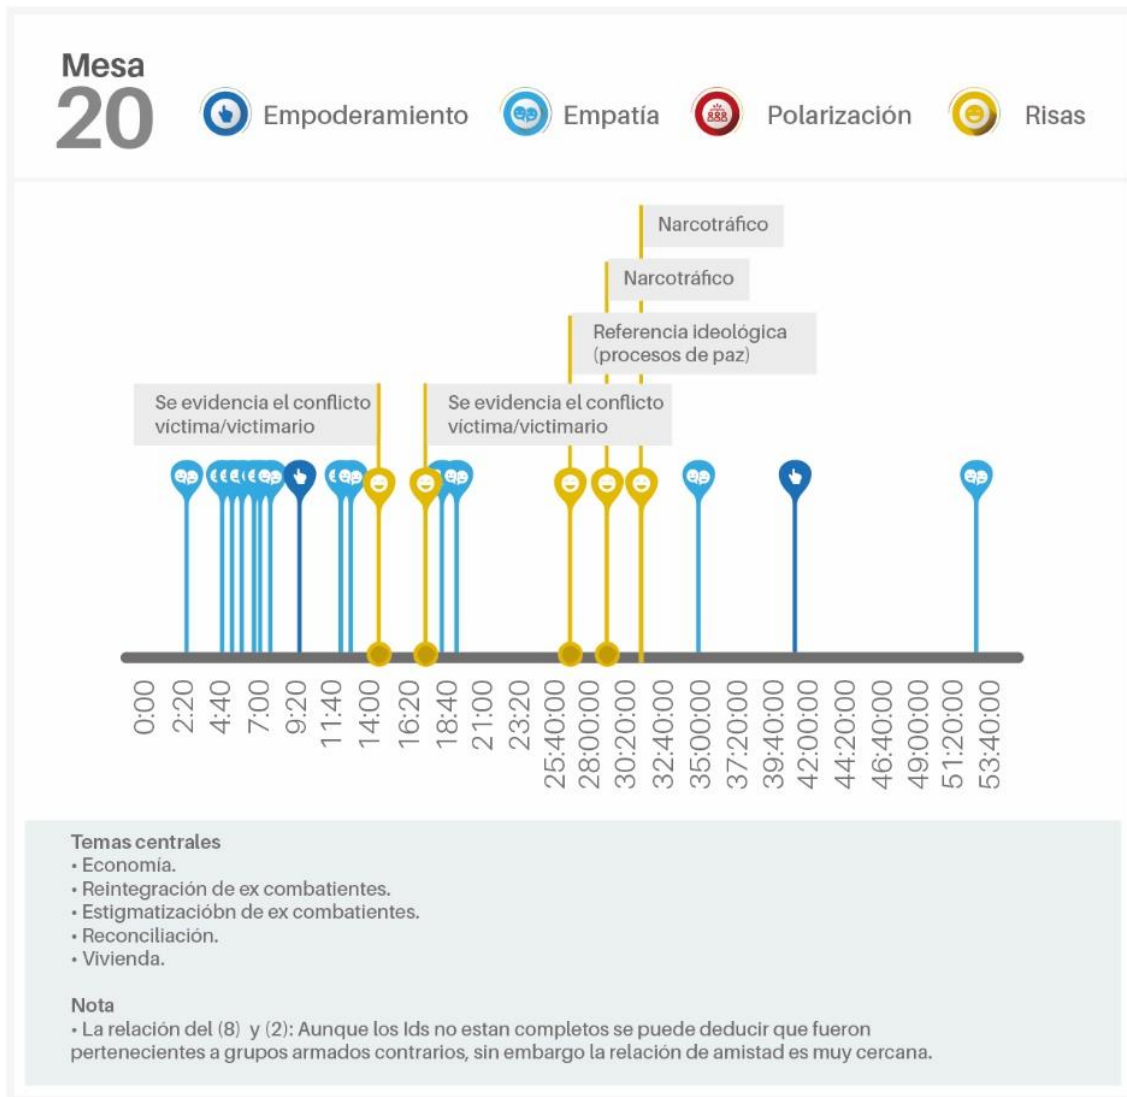 Mesa
20
Empoderamiento
Empatía
Polarización
Risas
Narcotráfico
Narcotráfico
Referencia ideológica
(procesos de paz)
Se evidencia el conflicto
víctima/victimario
Se evidencia el conflicto
víctima/victimario
0:00
2:20
4:40
7:00
9:20
11:40
14:00
16:20
18:40
21:00
23:20
25:40:00
28:00:00
30:20:00
32:40:00
35:00:00
37:20:00
39:40:00
42:00:00
44:20:00
46:40:00
49:00:00
51:20:00
53:40:00
Temas centrales
• Economía.
• Reintegración de ex combatientes.
• Estigmatizacióbn de ex combatientes.
• Reconciliación.
• Vivienda.
Nota
• La relación del (8) y (2): Aunque los Ids no estan completos se puede deducir que fueron
pertenecientes a grupos armados contrarios, sin embargo la relación de amistad es muy cercana.